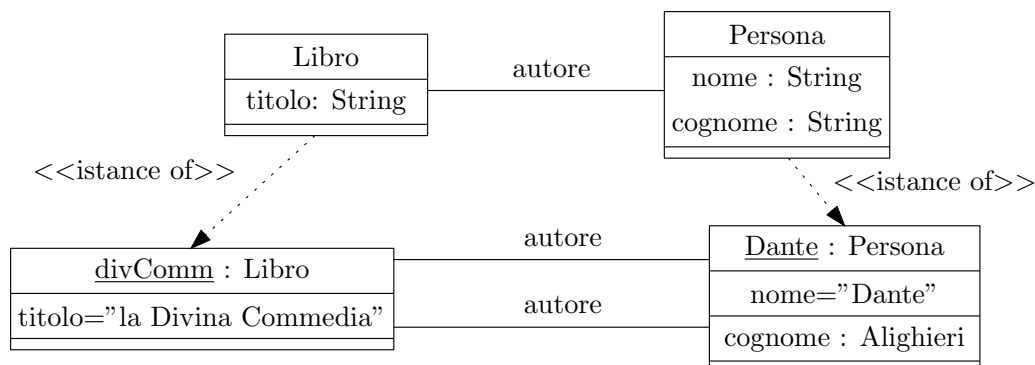 Libro
titolo: String
autore
Persona
nome : String
cognome : String
<<istance of>>
<<istance of>>
divComm : Libro
titolo="la Divina Commedia"
autore
autore
Dante : Persona
nome="Dante"
cognome : Alighieri